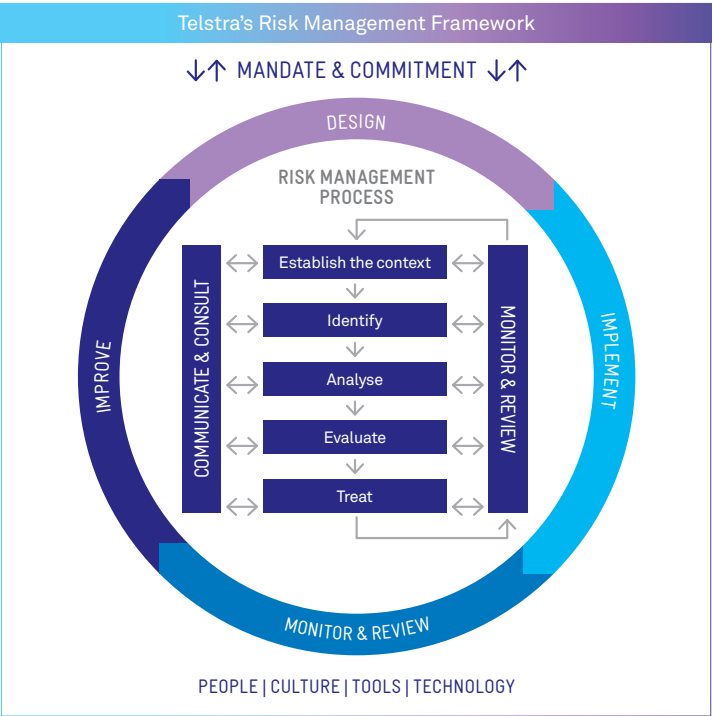 Telstra's Risk Management Framework
MANDATE & COMMITMENT
DESIGN
RISK MANAGEMENT
PROCESS
Establish the context
Identify
Analyse
Evaluate
Treat
COMMUNICATE & CONSULT
MONITOR & REVIEW
IMPROVE
IMPLEMENT
MONITOR & REVIEW
PEOPLE | CULTURE | TOOLS | TECHNOLOGY